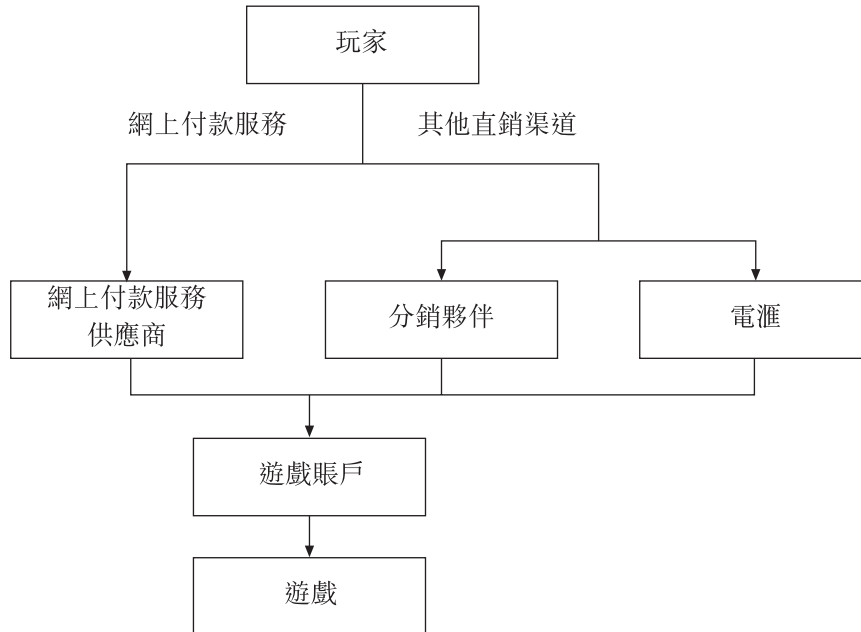 玩家
網上付款服務
其他直銷渠道
網上付款服務
供應商
分銷夥伴
電滙
遊戲賬戶
遊戲